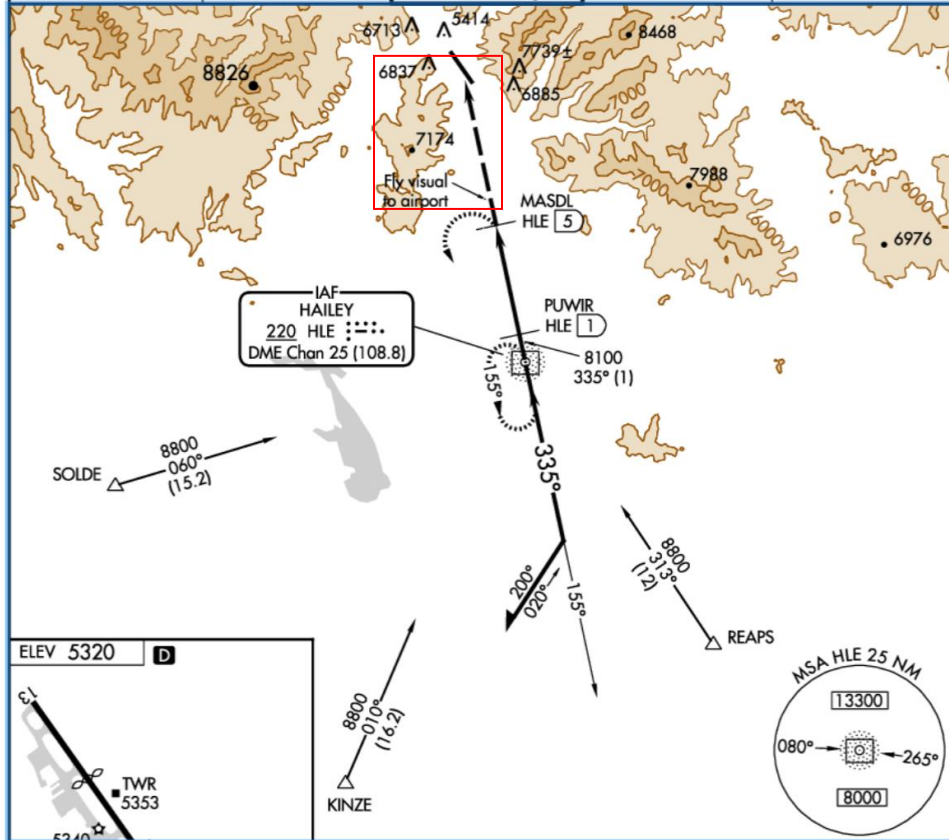 6713
5414
8468
7739±
8826
6837
6885
7174
7988
Fly visual
to airport
MASDL
HLE 5
6976
IAF
HAILEY
220 HLE
DME Chan 25 (108.8)
PUWIR
HLE 1
8100
335° (1)
155°
335°
SOLDE
8800
060°
(15.2)
8800
313°
(12)
200°
020°
155°
REAPS
ELEV 5320 D
13
TWR
5353
5340
8800
010°
(16.2)
KINZE
MSA HLE 25 NM
13300
080°
265°
8000